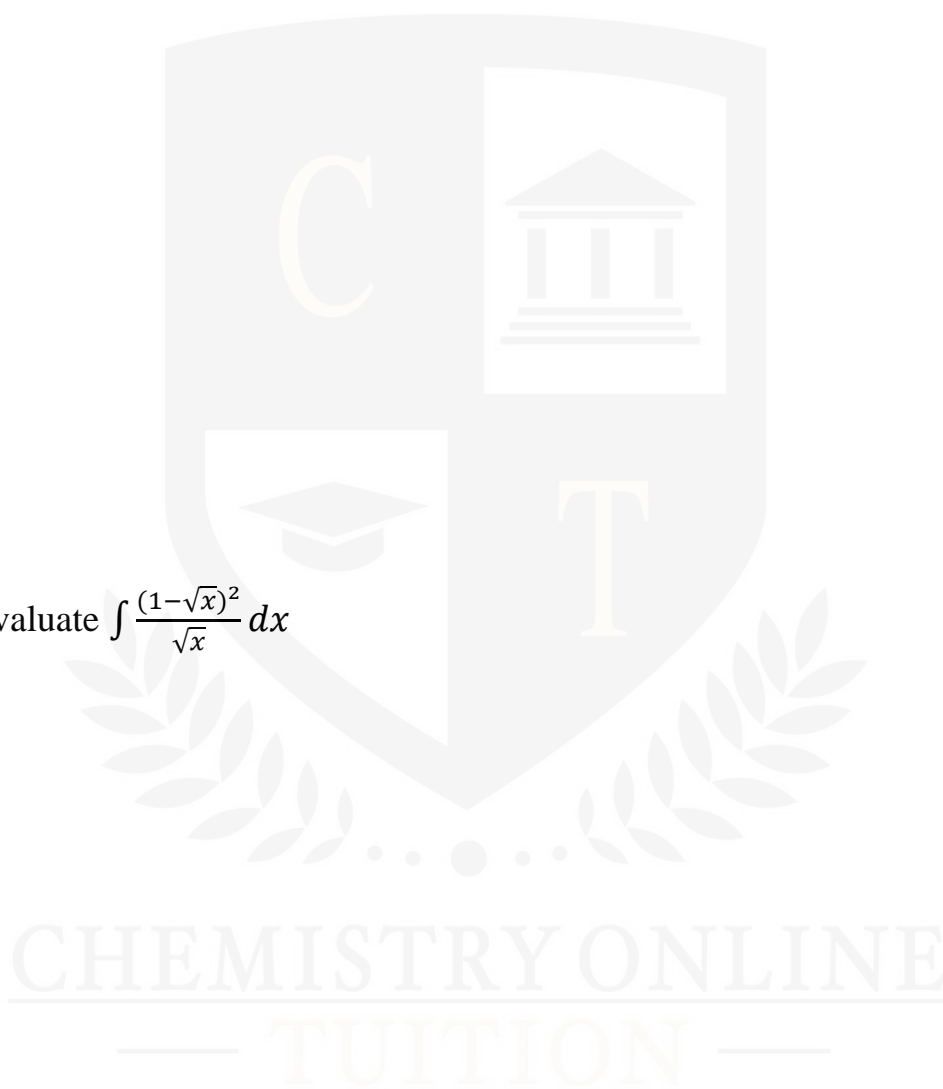 C
T
valuate ∫ (1−√x)²/√x dx
CHEMISTRY ONLINE
TUITION